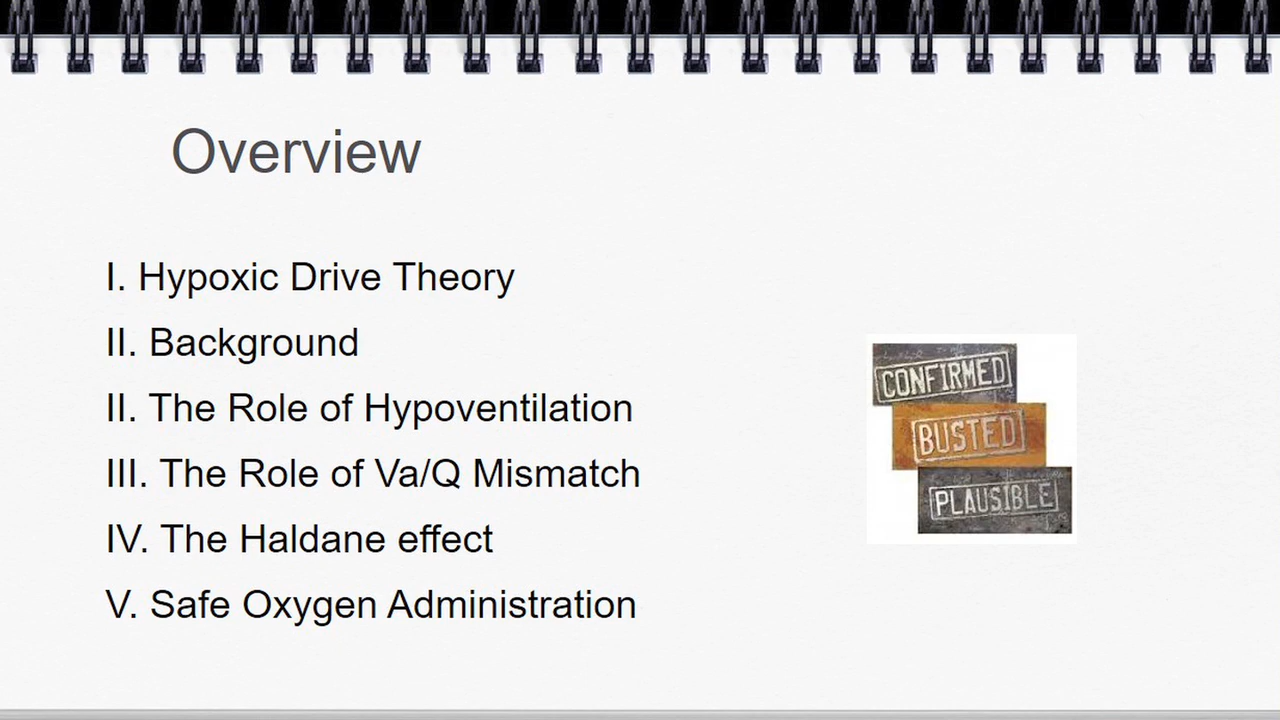 Overview
I. Hypoxic Drive Theory
II. Background
II. The Role of Hypoventilation
III. The Role of Va/Q Mismatch
IV. The Haldane effect
V. Safe Oxygen Administration
CONFIRMED
BUSTED
PLAUSIBLE